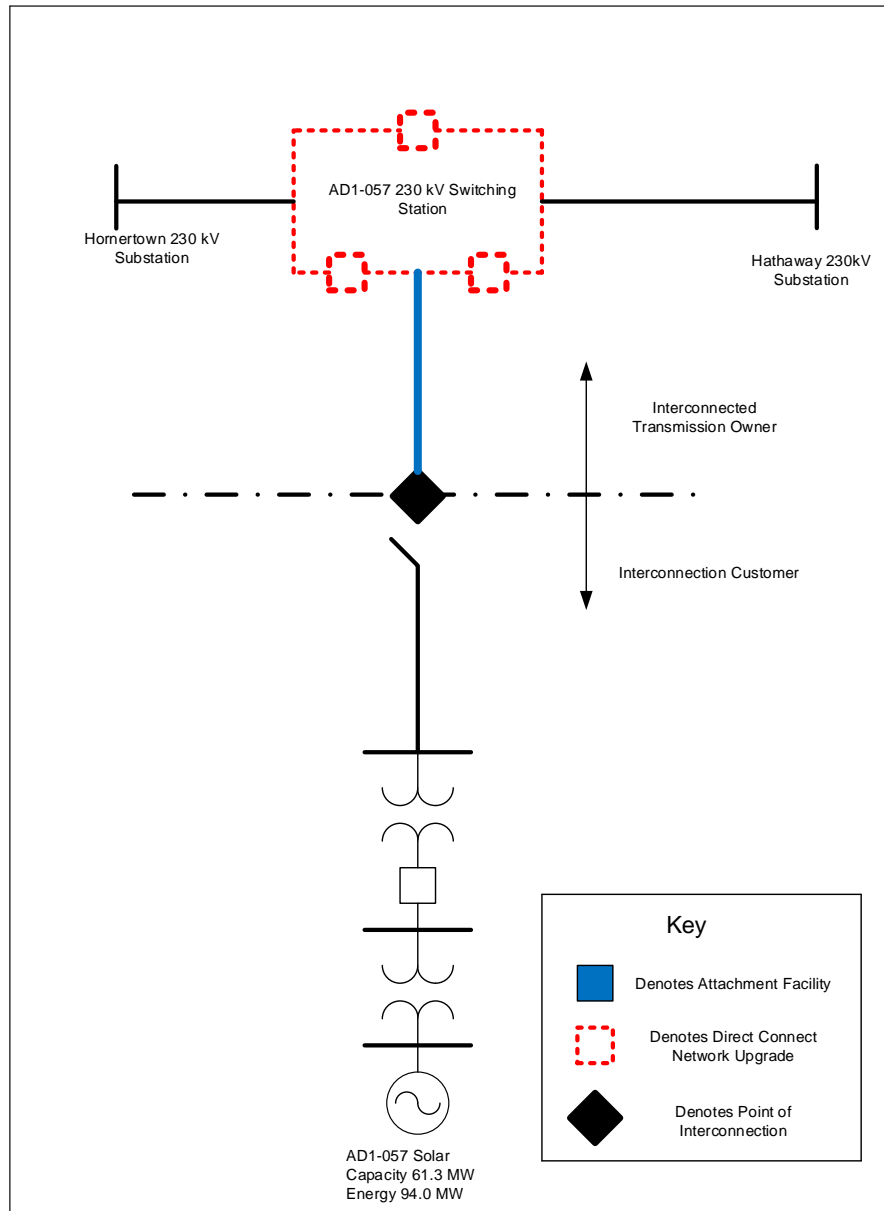 AD1-057 230 kV Switching
Station
Hornertown 230 kV
Substation
Hathaway 230kV
Substation
Interconnected
Transmission Owner
Interconnection Customer
Key
Denotes Attachment Facility
Denotes Direct Connect
Network Upgrade
Denotes Point of
Interconnection
AD1-057 Solar
Capacity 61.3 MW
Energy 94.0 MW